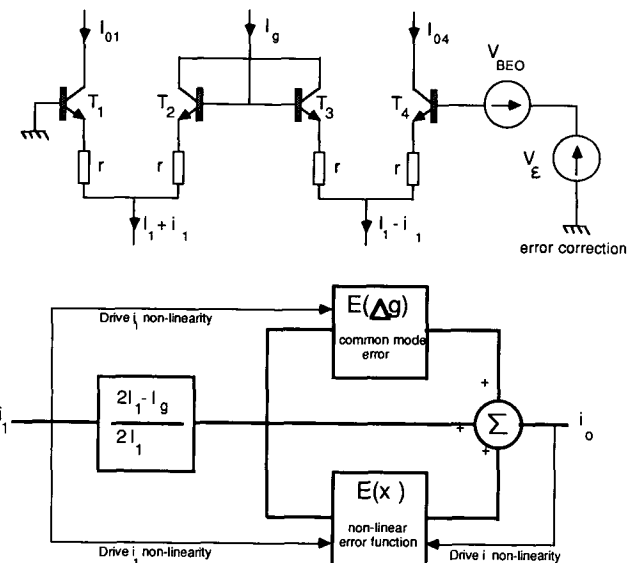 I01 Ig I04
VBEO
T1 T2 T3 T4
Vε
r r r r
I1 + i1 I1 - i1
error correction
E(Δg)
Drive i1 non-linearity
common mode
error
2I1 - Ig
2I1
i1
+
+
Σ
io
+
E(x)
non-linear
error function
Drive i1 non-linearity
Drive i non-linearity